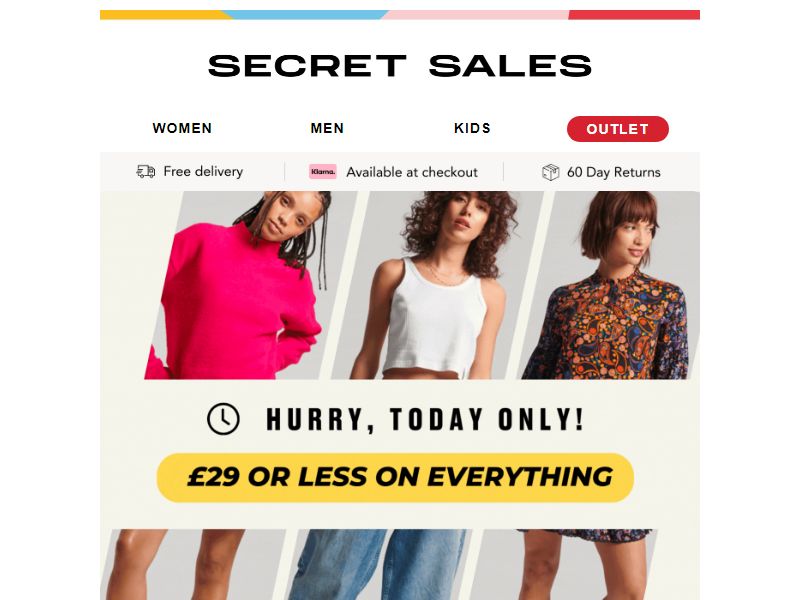 SECRET SALES
WOMEN MEN KIDS OUTLET
Free delivery Klarna. Available at checkout 60 Day Returns
HURRY, TODAY ONLY!
£29 OR LESS ON EVERYTHING